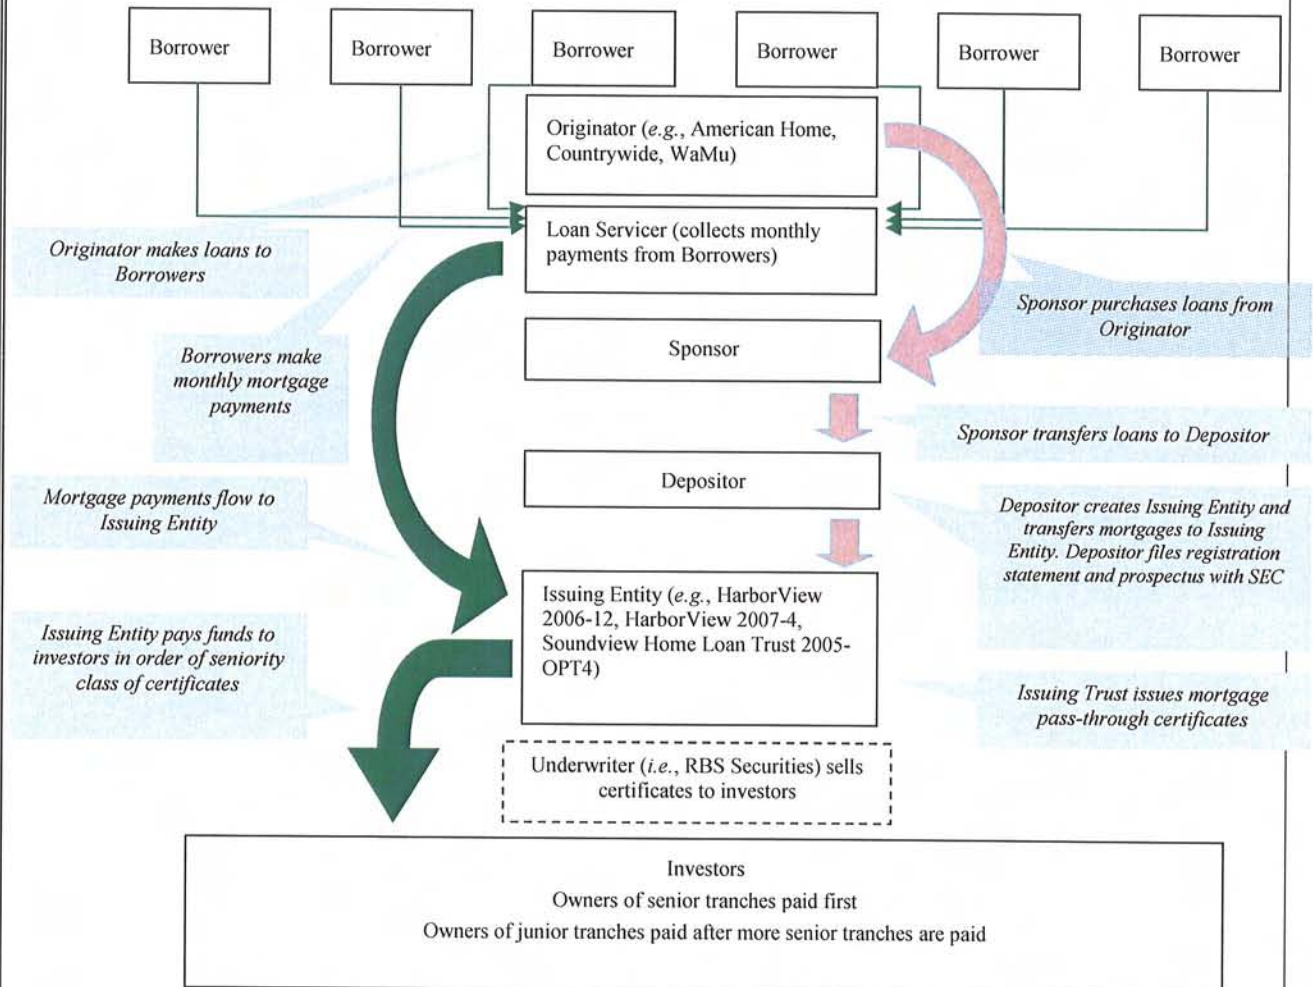 Borrower
Borrower
Borrower
Borrower
Borrower
Borrower
Originator (e.g., American Home,
Countrywide, WaMu)
Loan Servicer (collects monthly
payments from Borrowers)
Originator makes loans to
Borrowers
Sponsor purchases loans from
Originator
Sponsor
Borrowers make
monthly mortgage
payments
Sponsor transfers loans to Depositor
Depositor
Mortgage payments flow to
Issuing Entity
Depositor creates Issuing Entity and
transfers mortgages to Issuing
Entity. Depositor files registration
statement and prospectus with SEC
Issuing Entity (e.g., HarborView
2006-12, HarborView 2007-4,
Soundview Home Loan Trust 2005-
OPT4)
Issuing Entity pays funds to
investors in order of seniority
class of certificates
Issuing Trust issues mortgage
pass-through certificates
Underwriter (i.e., RBS Securities) sells
certificates to investors
Investors
Owners of senior tranches paid first
Owners of junior tranches paid after more senior tranches are paid